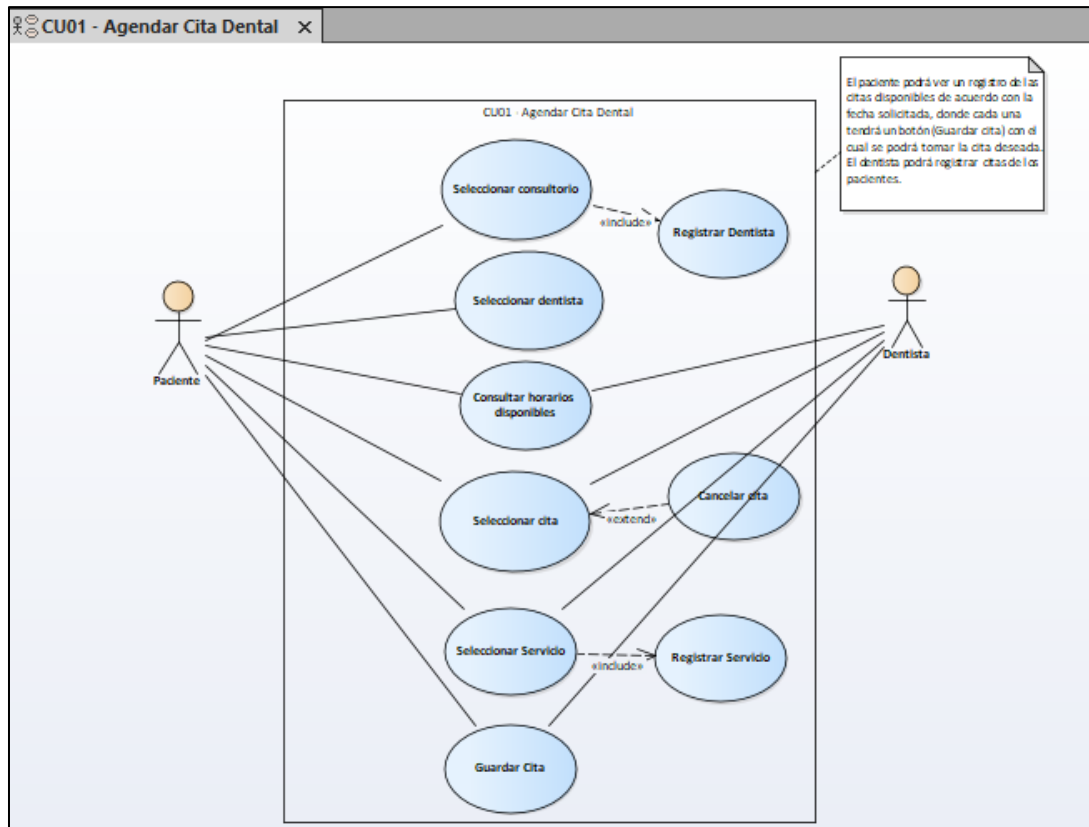 CU01 - Agendar Cita Dental X
El paciente podrá ver un registro de las
citas disponibles de acuerdo con la
fecha solicitada, donde cada una
tendrá un botón (Guardar cita) con el
cual se podrá tomar la cita deseada.
El dentista podrá registrar citas de los
pacientes.
CU01 - Agendar Cita Dental
Seleccionar consultorio
«include»
Registrar Dentista
Seleccionar dentista
Paciente
Dentista
Consultar horarios
disponibles
Cancelar cita
Seleccionar cita
«extend»
Seleccionar Servicio
«include»
Registrar Servicio
Guardar Cita